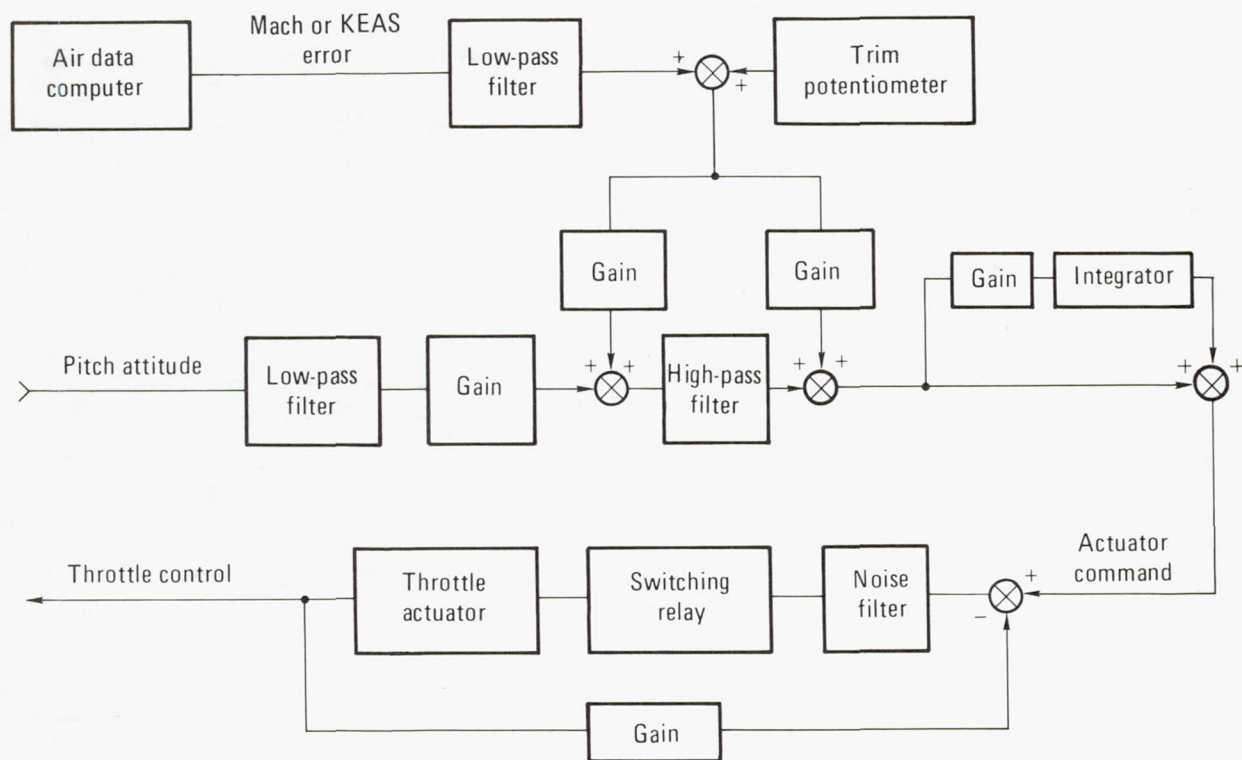 Air data
computer
Mach or KEAS
error
Low-pass
filter
+
+
Trim
potentiometer
Gain
Gain
Gain
Integrator
Pitch attitude
Low-pass
filter
Gain
+ +
High-pass
filter
+ +
+ +
Throttle control
Throttle
actuator
Switching
relay
Noise
filter
+
−
Actuator
command
Gain